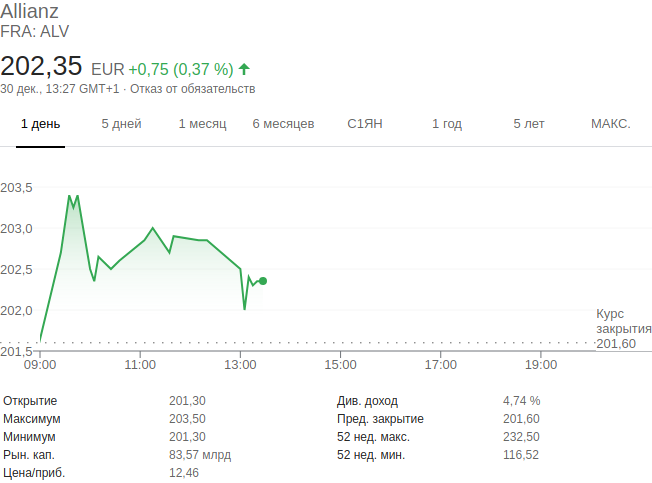 Allianz
FRA: ALV
202,35 EUR +0,75 (0,37 %)
30 дек., 13:27 GMT+1 · Отказ от обязательств
1 день 5 дней 1 месяц 6 месяцев С1ЯН 1 год 5 лет МАКС.
203,5
203,0
202,5
202,0
Курс
закрытия
201,60
201,5
09:00 11:00 13:00 15:00 17:00 19:00
Открытие 201,30 Див. доход 4,74 %
Максимум 203,50 Пред. закрытие 201,60
Минимум 201,30 52 нед. макс. 232,50
Рын. кап. 83,57 млрд 52 нед. мин. 116,52
Цена/приб. 12,46